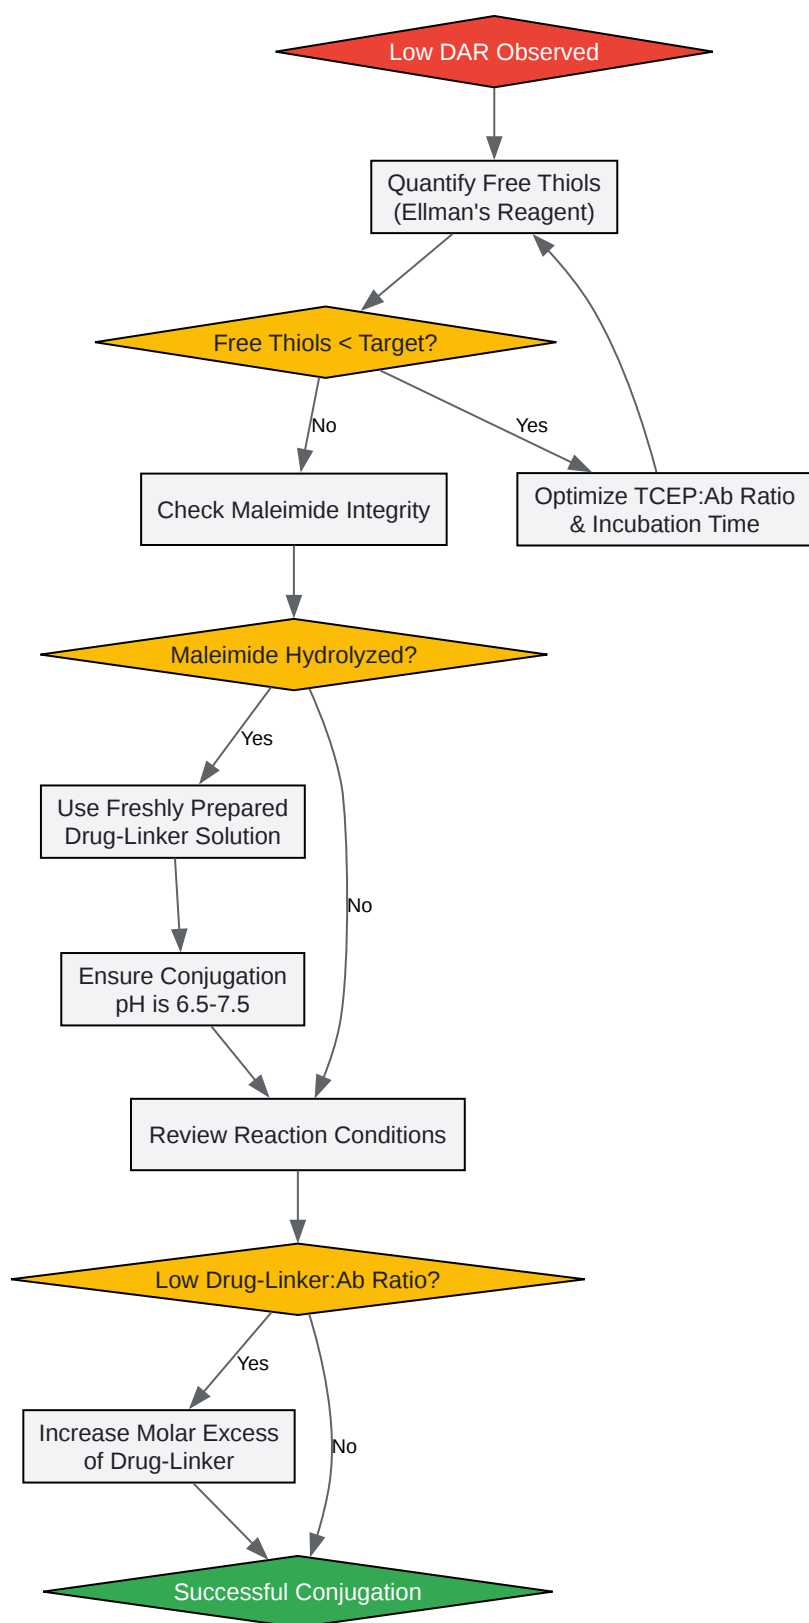 Low DAR Observed
Quantify Free Thiols
(Ellman's Reagent)
Free Thiols < Target?
No
Yes
Check Maleimide Integrity
Optimize TCEP:Ab Ratio
& Incubation Time
Maleimide Hydrolyzed?
Yes
Use Freshly Prepared
Drug-Linker Solution
No
Ensure Conjugation
pH is 6.5-7.5
Review Reaction Conditions
Low Drug-Linker:Ab Ratio?
Yes
Increase Molar Excess
of Drug-Linker
No
Successful Conjugation